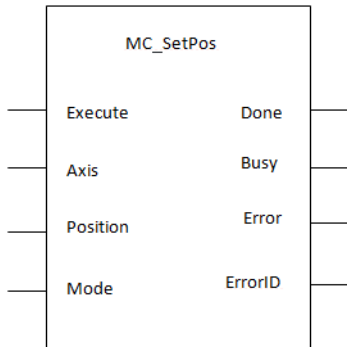 MC_SetPos
Execute Done
Axis Busy
Position Error
Mode ErrorID